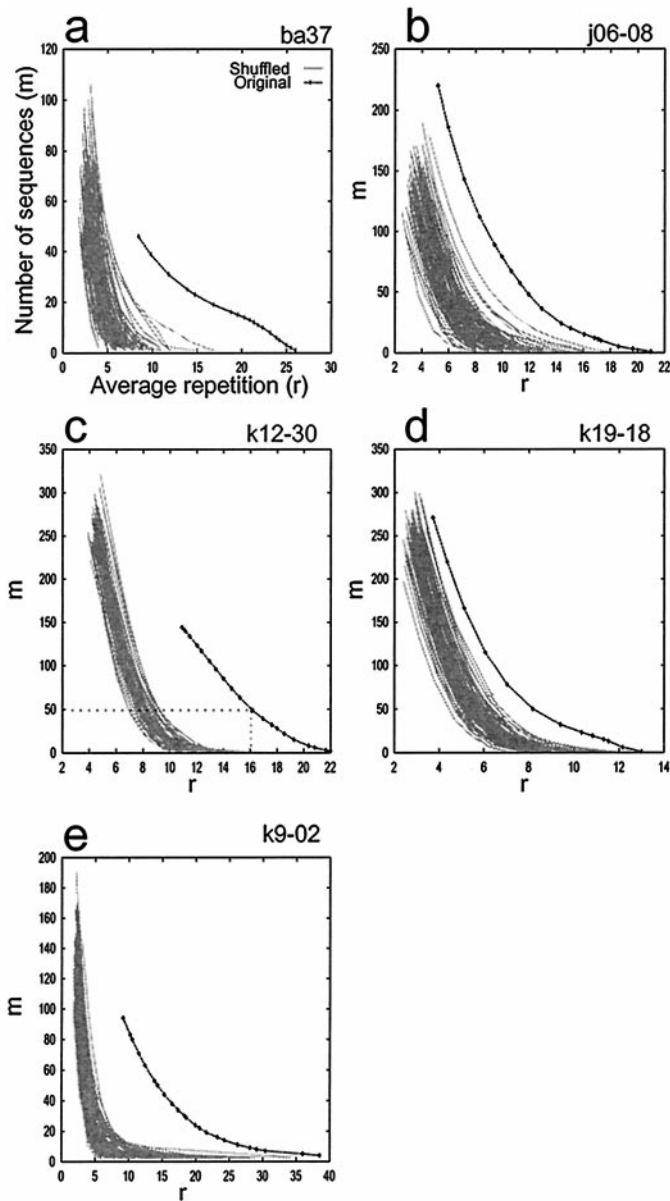 a ba37
120
100
80
60
40
20
0
Number of sequences (m)
Shuffled
Original
0 5 10 15 20 25 30
Average repetition (r)
b j06-08
250
200
150
100
50
0
m
2 4 6 8 10 12 14 16 18 20 22
r
c k12-30
350
300
250
200
150
100
50
0
m
2 4 6 8 10 12 14 16 18 20 22
r
d k19-18
350
300
250
200
150
100
50
0
m
2 4 6 8 10 12 14
r
e k9-02
200
180
160
140
120
100
80
60
40
20
0
m
0 5 10 15 20 25 30 35 40
r